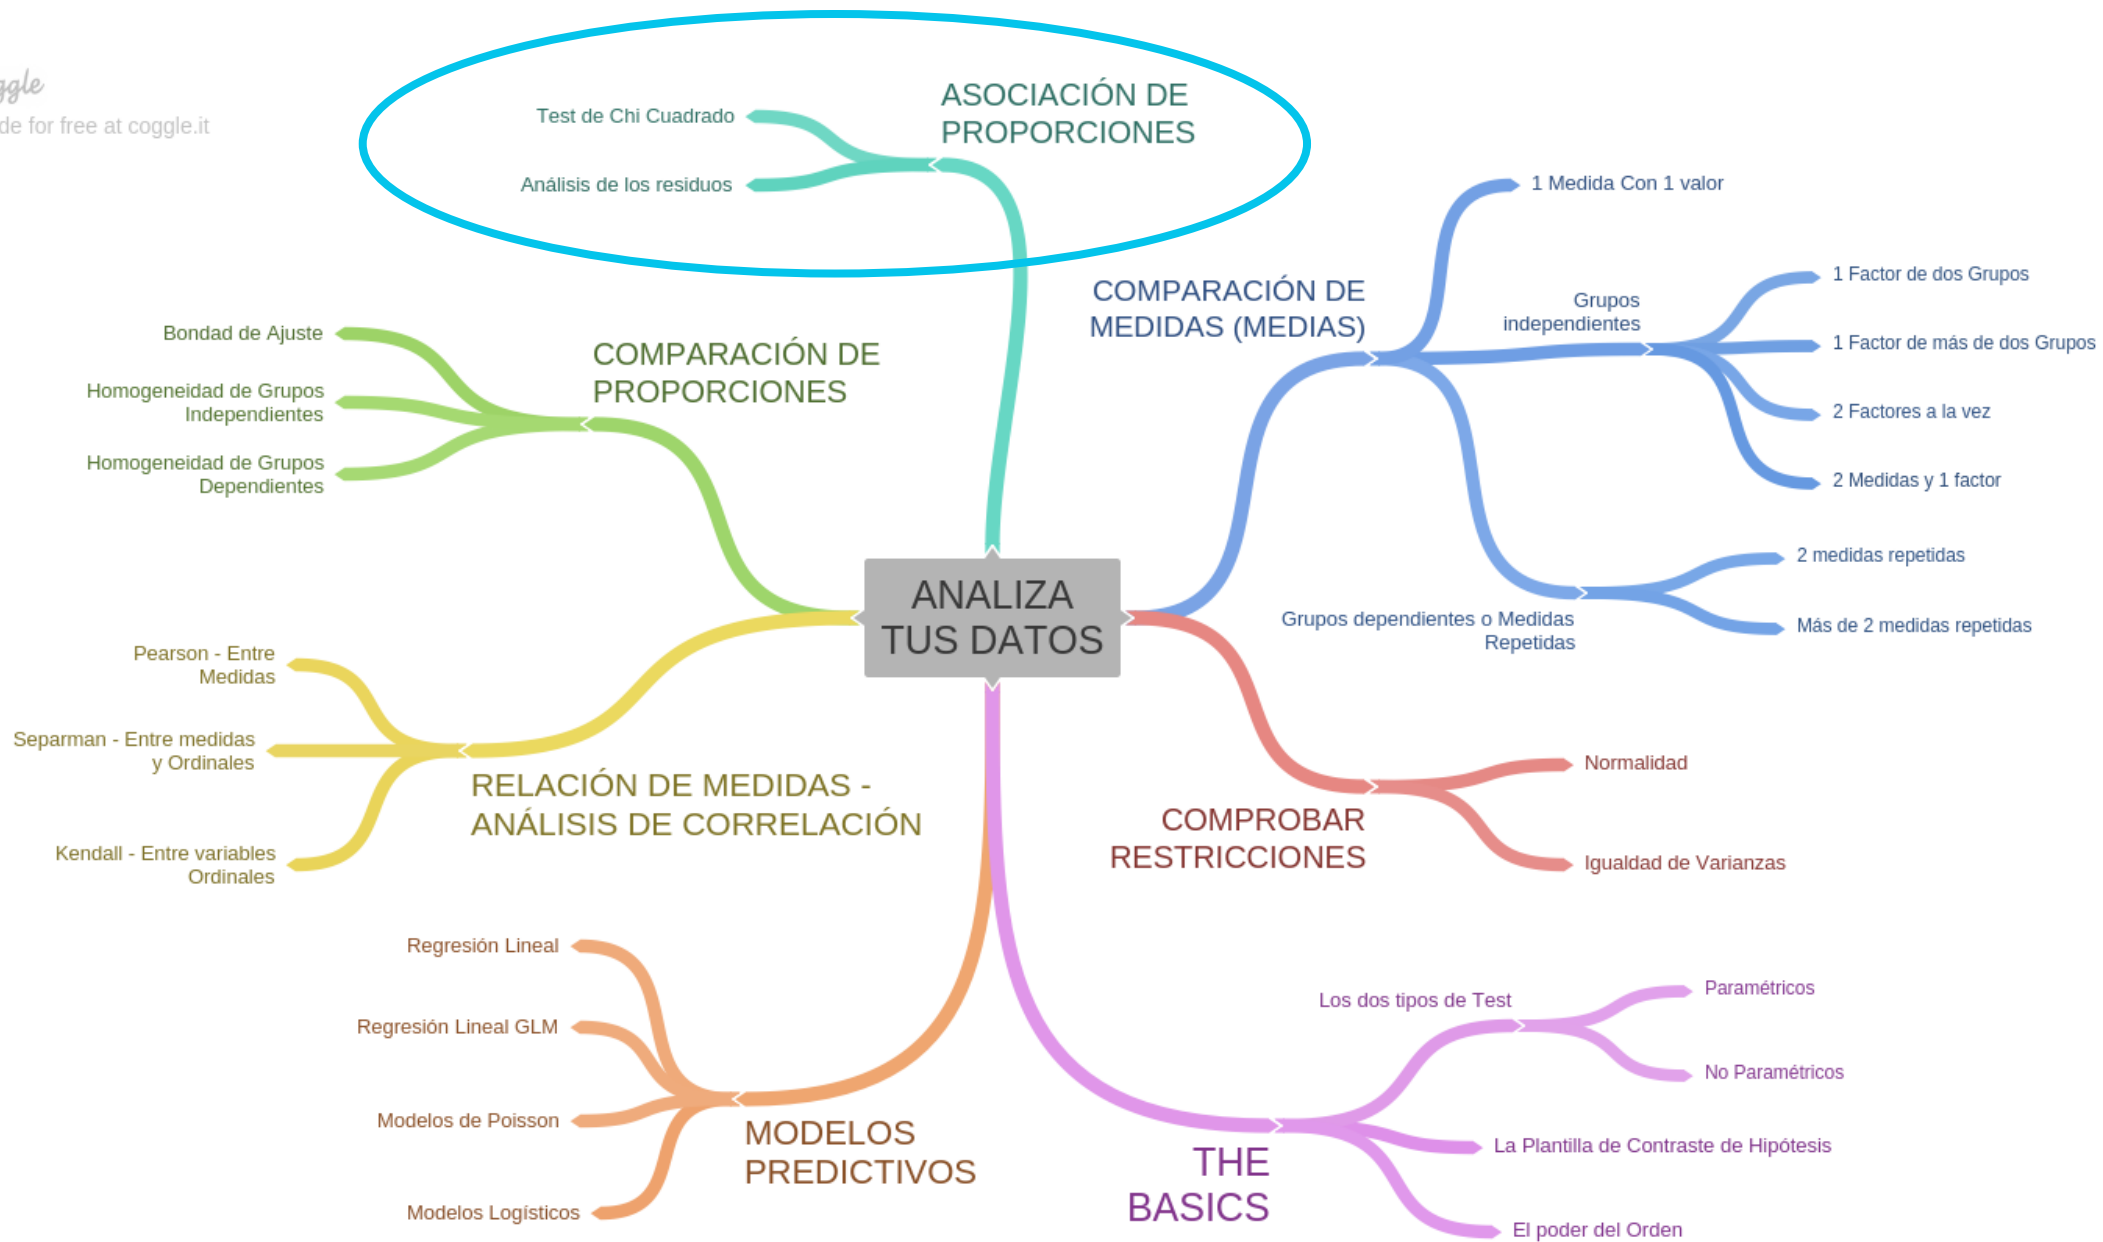 ggle
de for free at coggle.it
ASOCIACIÓN DE
PROPORCIONES
Test de Chi Cuadrado
Análisis de los residuos
COMPARACIÓN DE
PROPORCIONES
Bondad de Ajuste
Homogeneidad de Grupos
Independientes
Homogeneidad de Grupos
Dependientes
COMPARACIÓN DE
MEDIDAS (MEDIAS)
1 Medida Con 1 valor
Grupos
independientes
1 Factor de dos Grupos
1 Factor de más de dos Grupos
2 Factores a la vez
2 Medidas y 1 factor
Grupos dependientes o Medidas
Repetidas
2 medidas repetidas
Más de 2 medidas repetidas
ANALIZA
TUS DATOS
Pearson - Entre
Medidas
Separman - Entre medidas
y Ordinales
Kendall - Entre variables
Ordinales
RELACIÓN DE MEDIDAS -
ANÁLISIS DE CORRELACIÓN
COMPROBAR
RESTRICCIONES
Normalidad
Igualdad de Varianzas
Regresión Lineal
Regresión Lineal GLM
Modelos de Poisson
Modelos Logísticos
MODELOS
PREDICTIVOS
THE
BASICS
Los dos tipos de Test
Paramétricos
No Paramétricos
La Plantilla de Contraste de Hipótesis
El poder del Orden